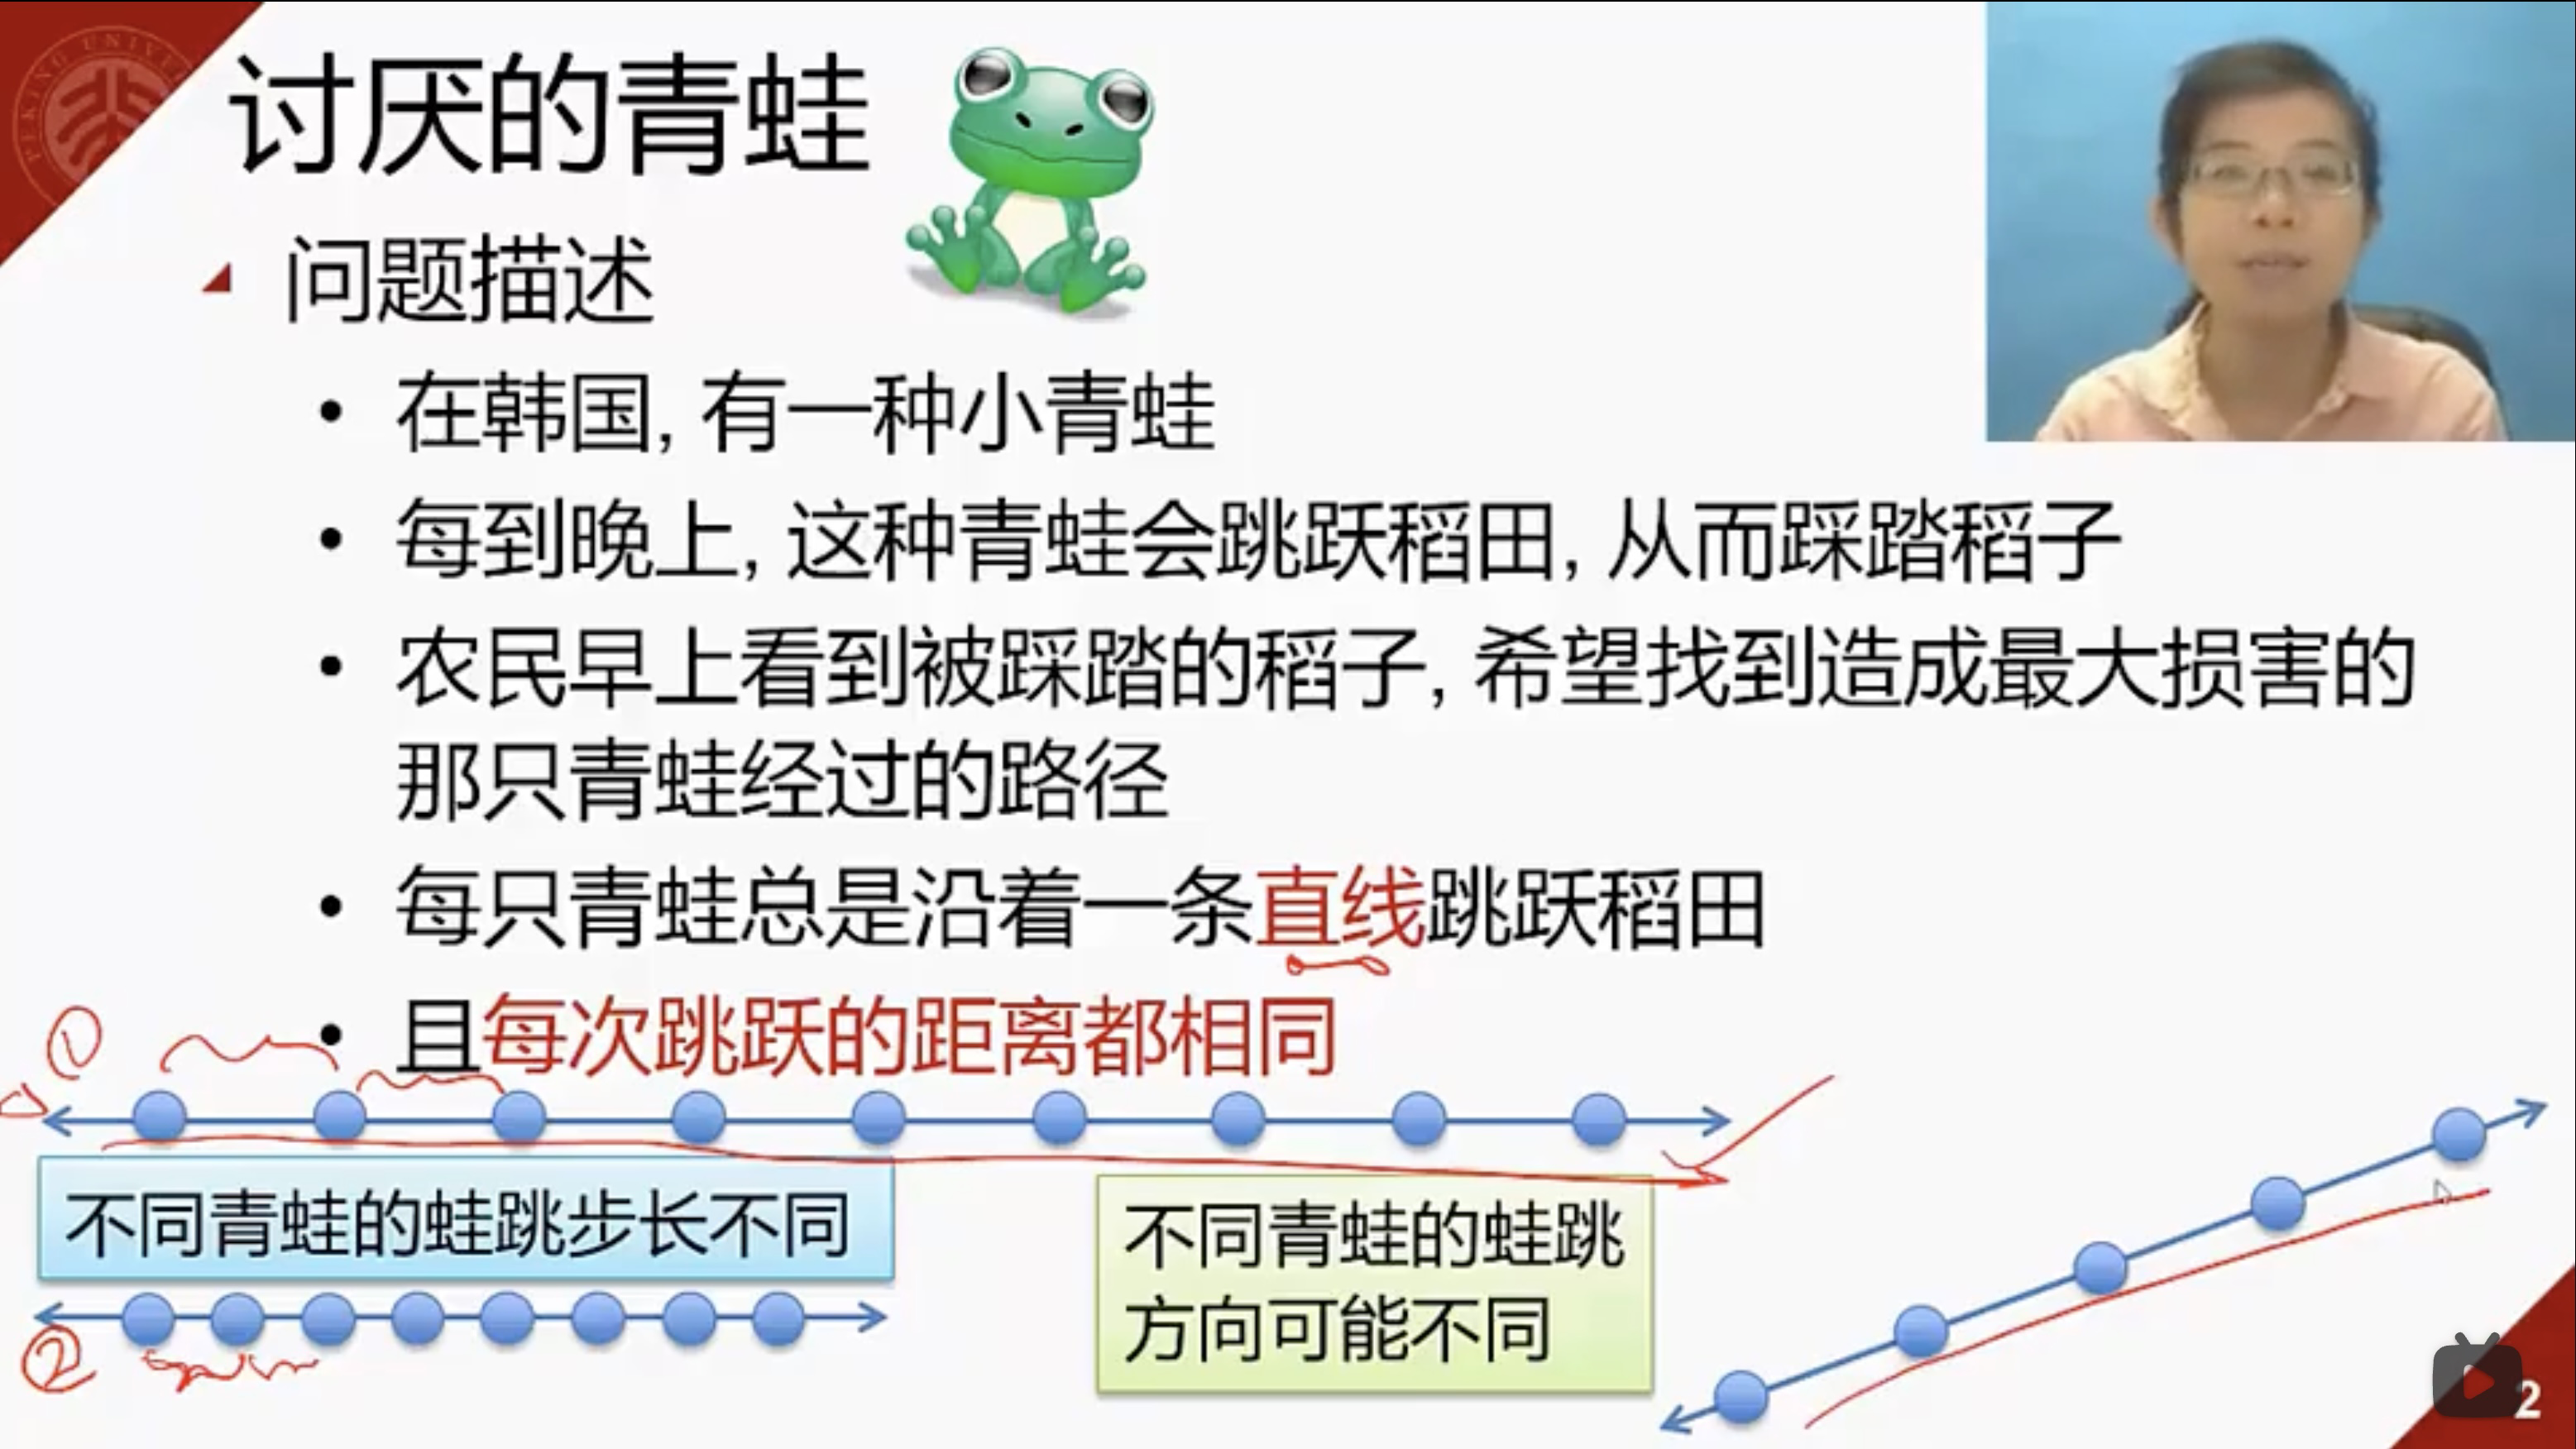 PEKING UNIVE
讨厌的青蛙
问题描述
• 在韩国, 有一种小青蛙
• 每到晚上, 这种青蛙会跳跃稻田, 从而踩踏稻子
• 农民早上看到被踩踏的稻子, 希望找到造成最大损害的
那只青蛙经过的路径
• 每只青蛙总是沿着一条直线跳跃稻田
• 且每次跳跃的距离都相同
①
不同青蛙的蛙跳步长不同
②
不同青蛙的蛙跳
方向可能不同
2